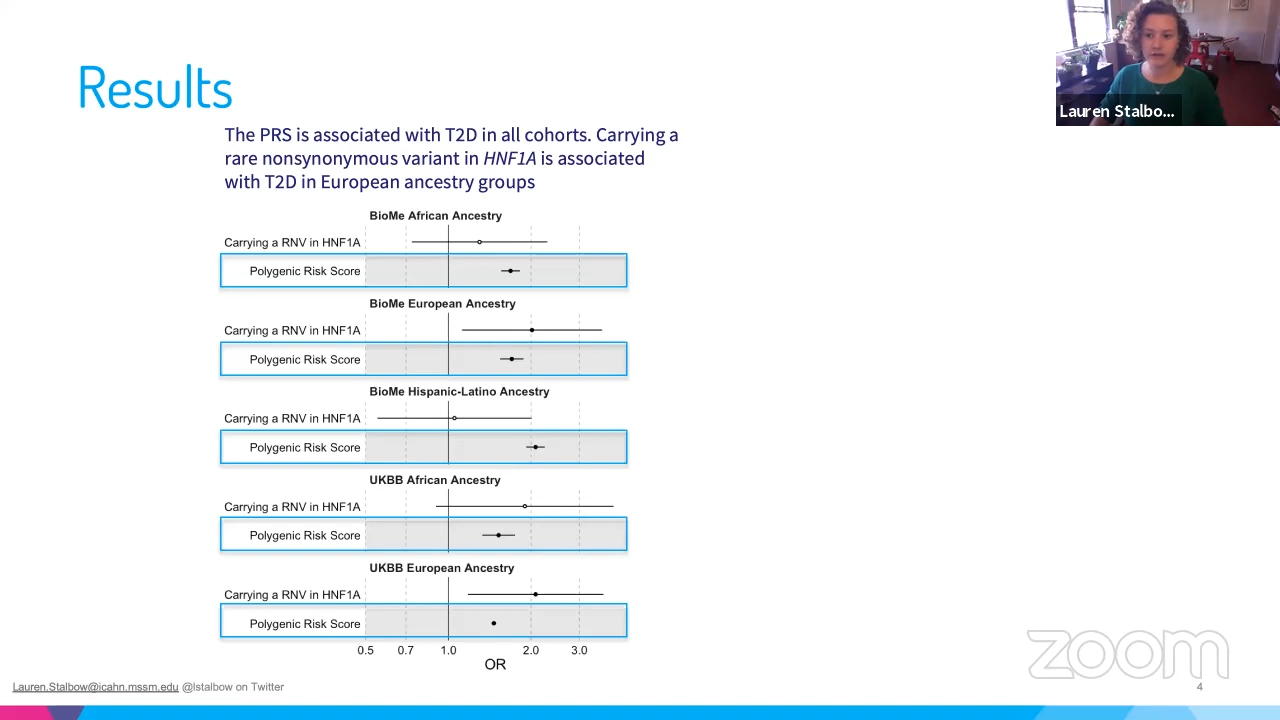 Results
The PRS is associated with T2D in all cohorts. Carrying a
rare nonsynonymous variant in HNF1A is associated
with T2D in European ancestry groups
BioMe African Ancestry
Carrying a RNV in HNF1A
Polygenic Risk Score
BioMe European Ancestry
Carrying a RNV in HNF1A
Polygenic Risk Score
BioMe Hispanic-Latino Ancestry
Carrying a RNV in HNF1A
Polygenic Risk Score
UKBB African Ancestry
Carrying a RNV in HNF1A
Polygenic Risk Score
UKBB European Ancestry
Carrying a RNV in HNF1A
Polygenic Risk Score
0.5 0.7 1.0 2.0 3.0
OR
Lauren.Stalbow@icahn.mssm.edu @lstalbow on Twitter
4
Lauren Stalbo...
zoom